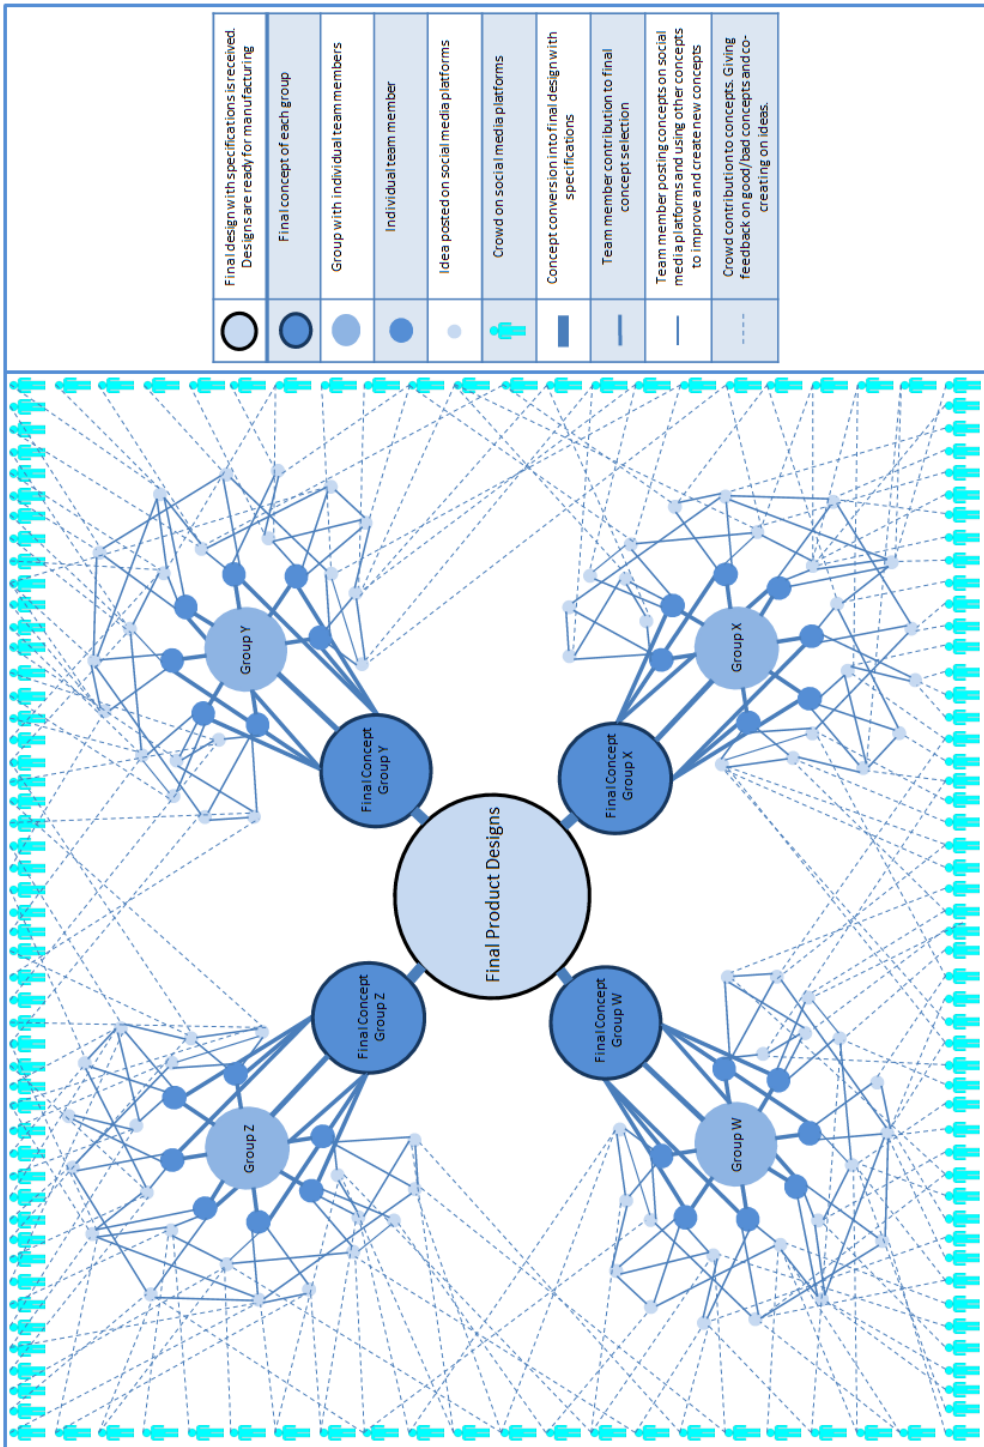 Final design with specifications is received.
Designs are ready for manufacturing
Final concept of each group
Group with individual team members
Individual team member
Idea posted on social media platforms
Crowd on social media platforms
Concept conversion into final design with
specifications
Team member contribution to final
concept selection
Team member posting concepts on social
media platforms and using other concepts
to improve and create new concepts
Crowd contribution to concepts. Giving
feedback on good/bad concepts and co-
creating on ideas.
Group Z
Group Y
Final Concept
Group Z
Final Concept
Group Y
Final Product Designs
Final Concept
Group W
Final Concept
Group X
Group W
Group X